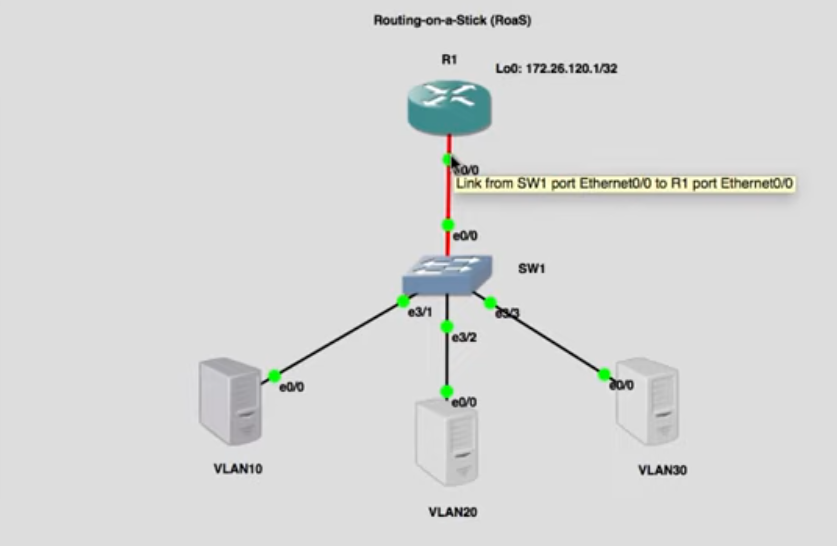 Routing-on-a-Stick (RoaS)
R1
Lo0: 172.26.120.1/32
e0/0
Link from SW1 port Ethernet0/0 to R1 port Ethernet0/0
e0/0
SW1
e3/1
e3/3
e3/2
e0/0
e0/0
e0/0
VLAN10
VLAN30
VLAN20